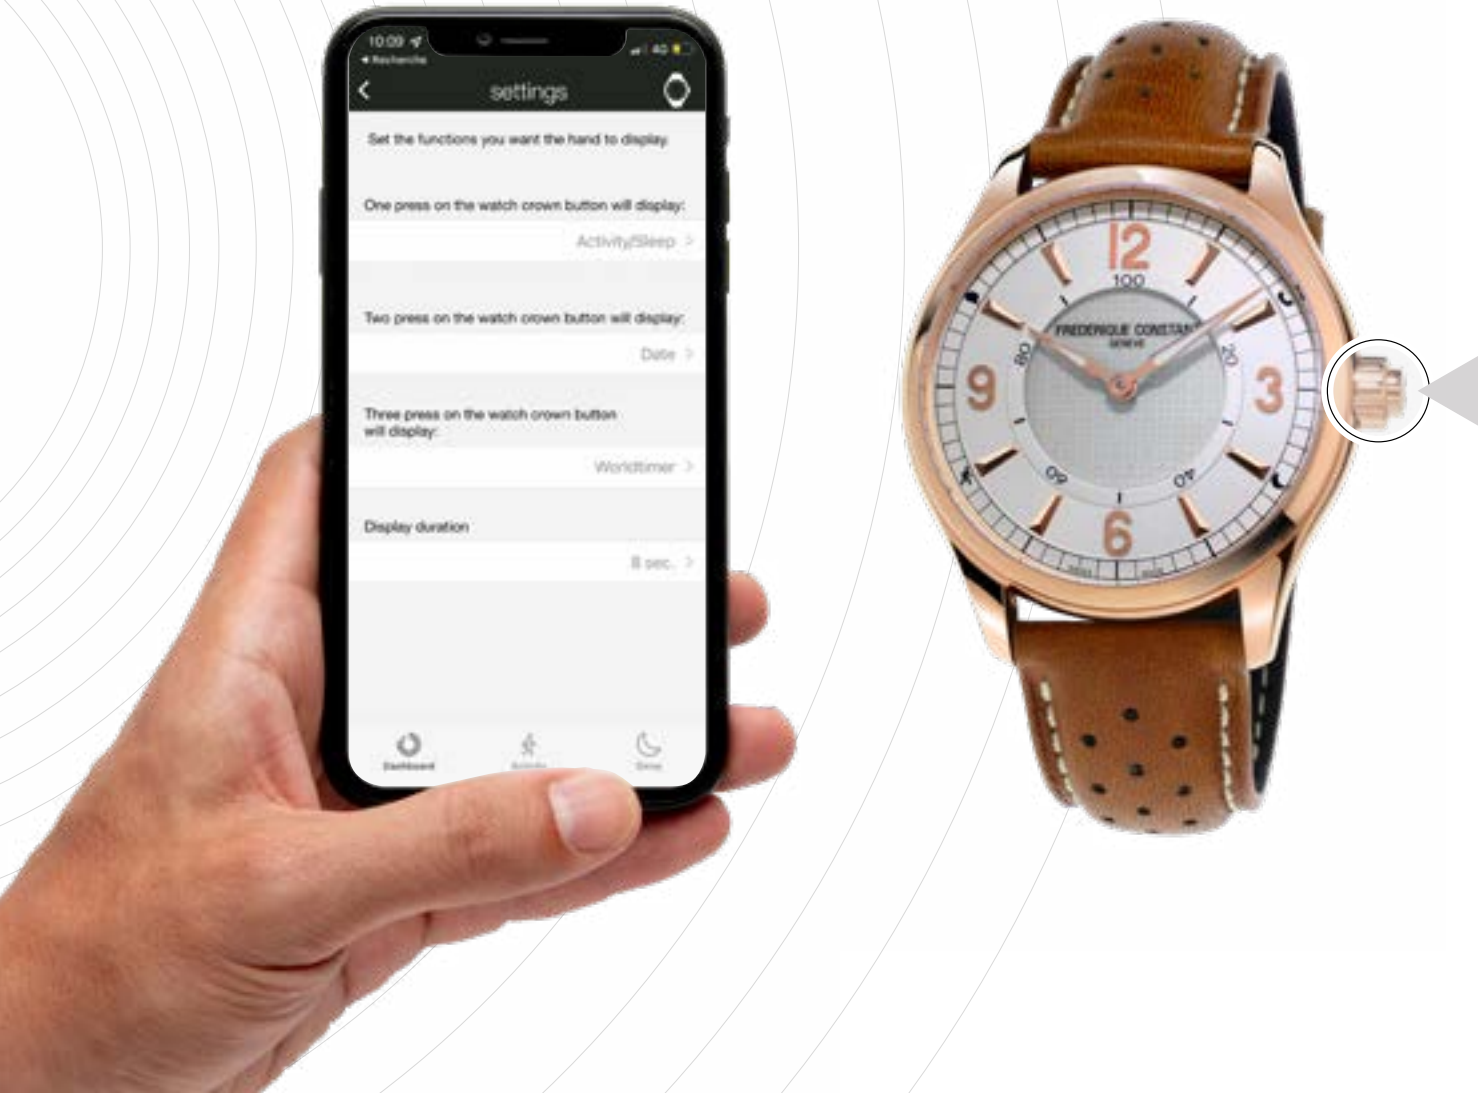 10:09
◀ Recherche
4G
settings
Set the functions you want the hand to display.
One press on the watch crown button will display:
Activity/Sleep >
Two press on the watch crown button will display:
Date >
Three press on the watch crown button
will display:
Worldtimer >
Display duration
8 sec. >
Dashboard
Activity
Sleep
12
100
FREDERIQUE CONSTANT
GENEVE
80
20
9
3
60
40
6